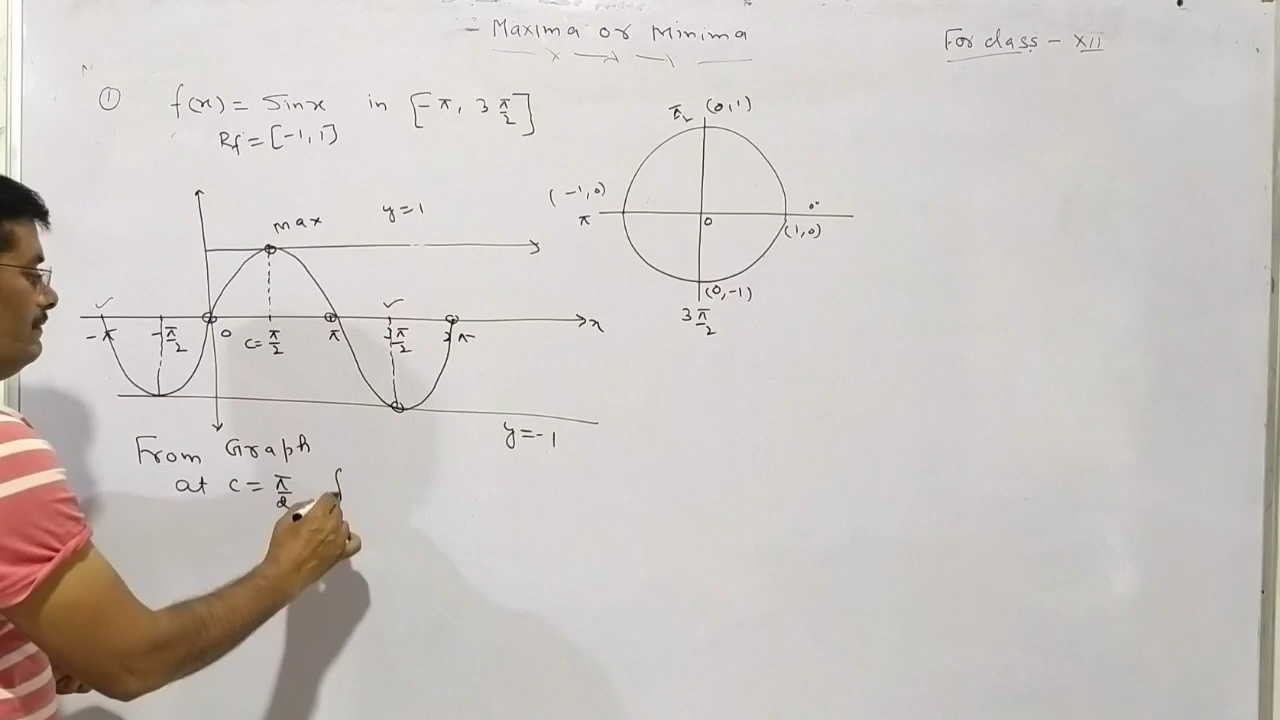 - Maxima or Minima
For class - XII
① f(x) = Sinx in [-π, 3π/2]
Rf = [-1, 1]
π/2 (0,1)
(-1,0)
π
0
0°
(1,0)
(0,-1)
3π/2
max
y=1
-π -π/2 0 c=π/2 π 3π/2 2π x
y=-1
From Graph
at c = π/2 f